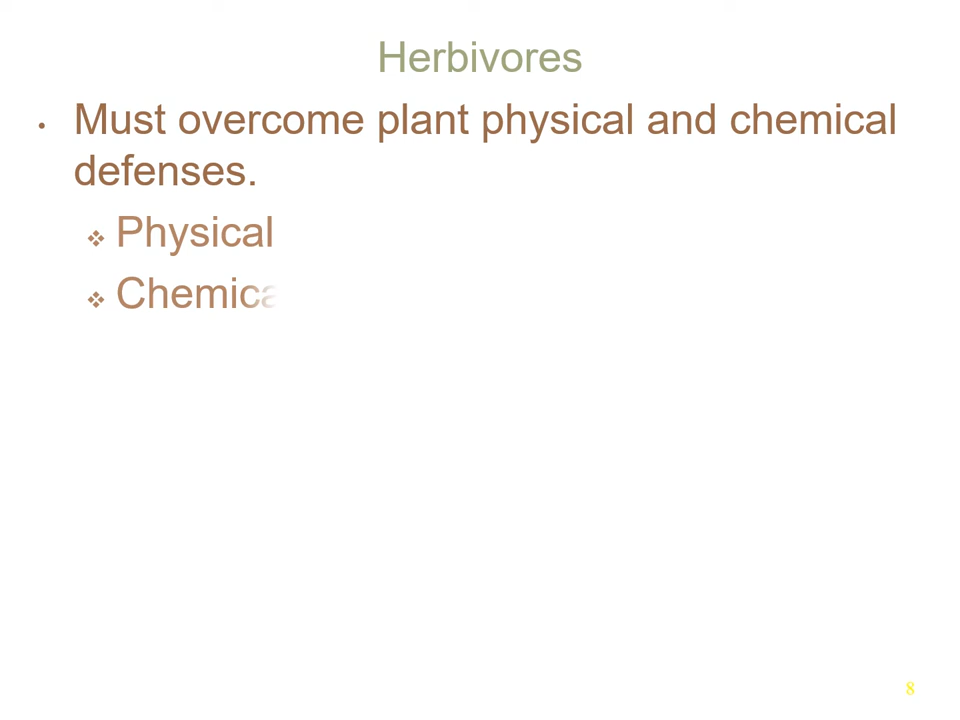 Herbivores
• Must overcome plant physical and chemical
defenses.
❖ Physical
❖ Chemica
8